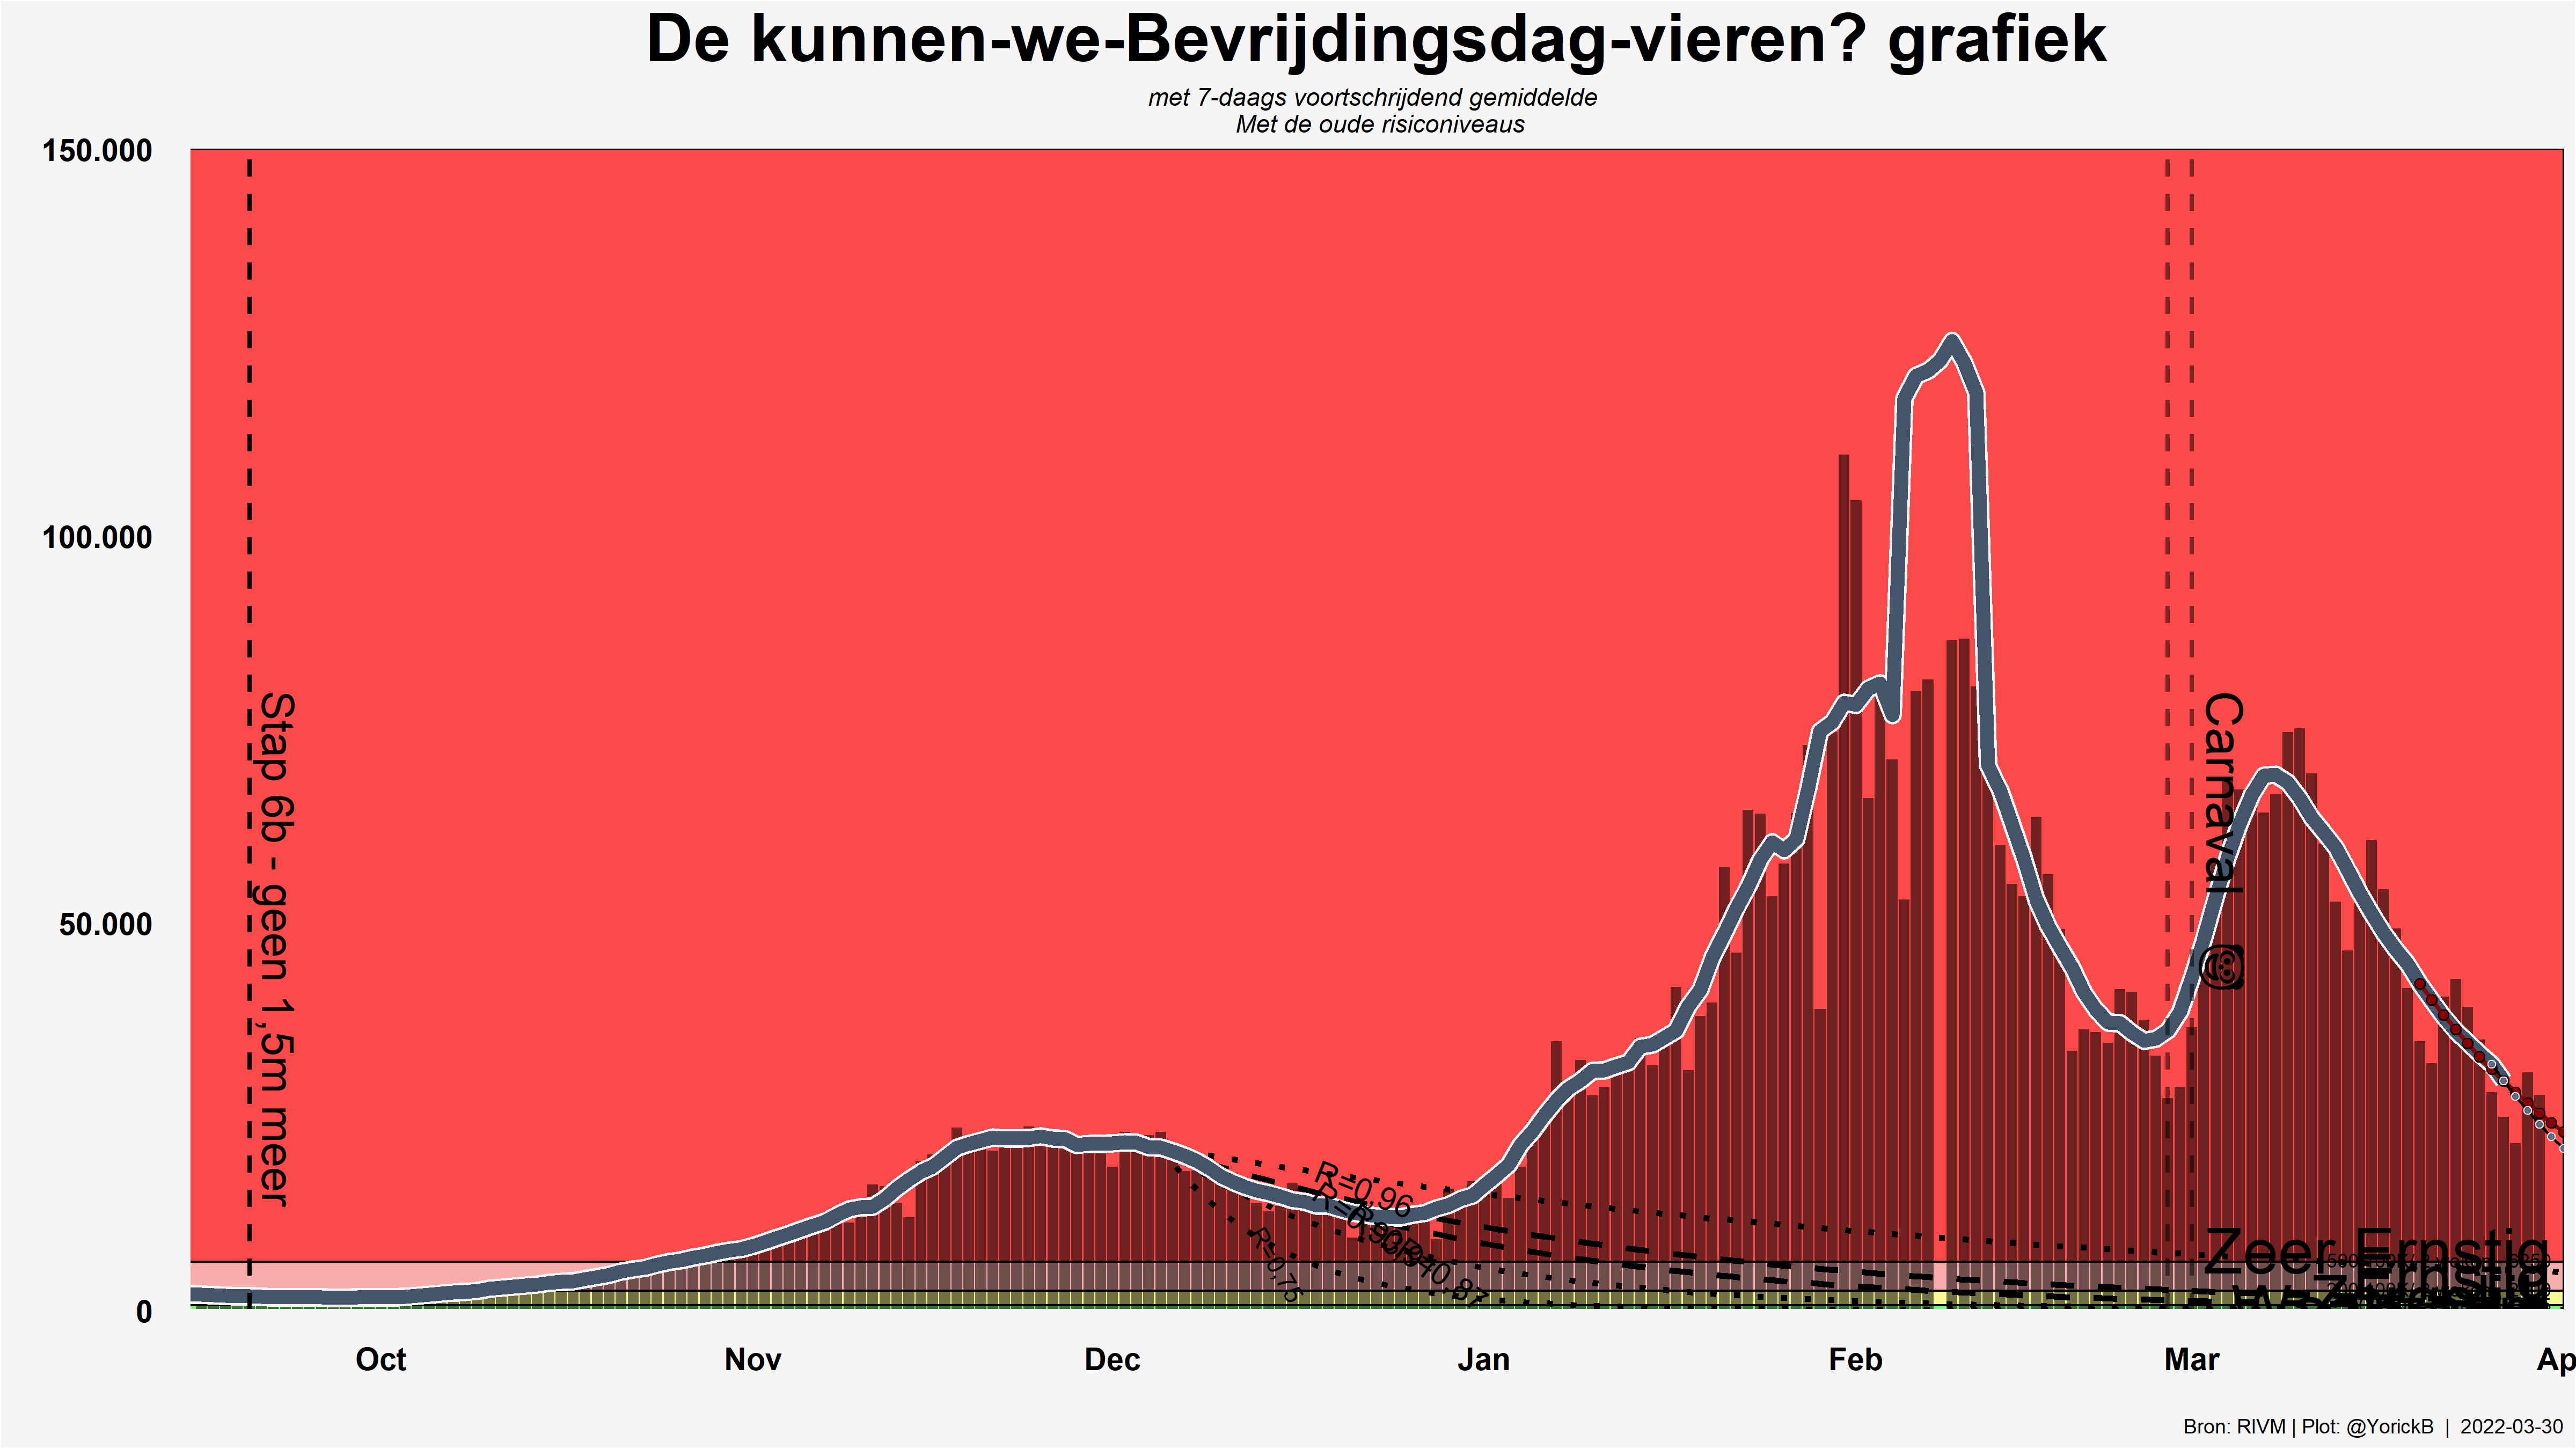 De kunnen-we-Bevrijdingsdag-vieren? grafiek
met 7-daags voortschrijdend gemiddelde
Met de oude risiconiveaus
150.000
100.000
50.000
0
Stap 6b - geen 1,5m meer
Carnaval
R=0,96
R=0,75
Zeer Ernstig
Oct
Nov
Dec
Jan
Feb
Mar
Ap
Bron: RIVM | Plot: @YorickB | 2022-03-30